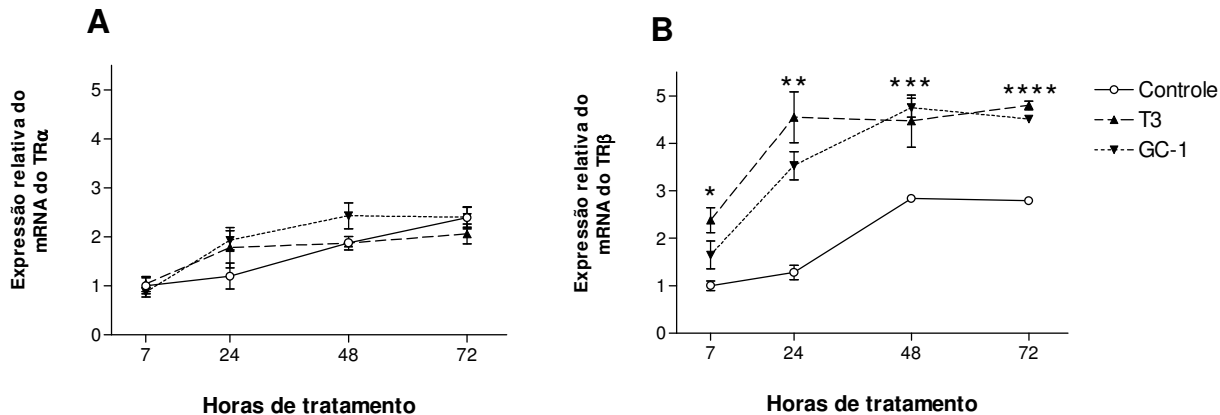 A
Expressão relativa do
mRNA do TRα
5
4
3
2
1
0
7
24
48
72
Horas de tratamento
B
Expressão relativa do
mRNA do TRβ
5
4
3
2
1
0
*
**
***
****
7
24
48
72
Horas de tratamento
Controle
T3
GC-1